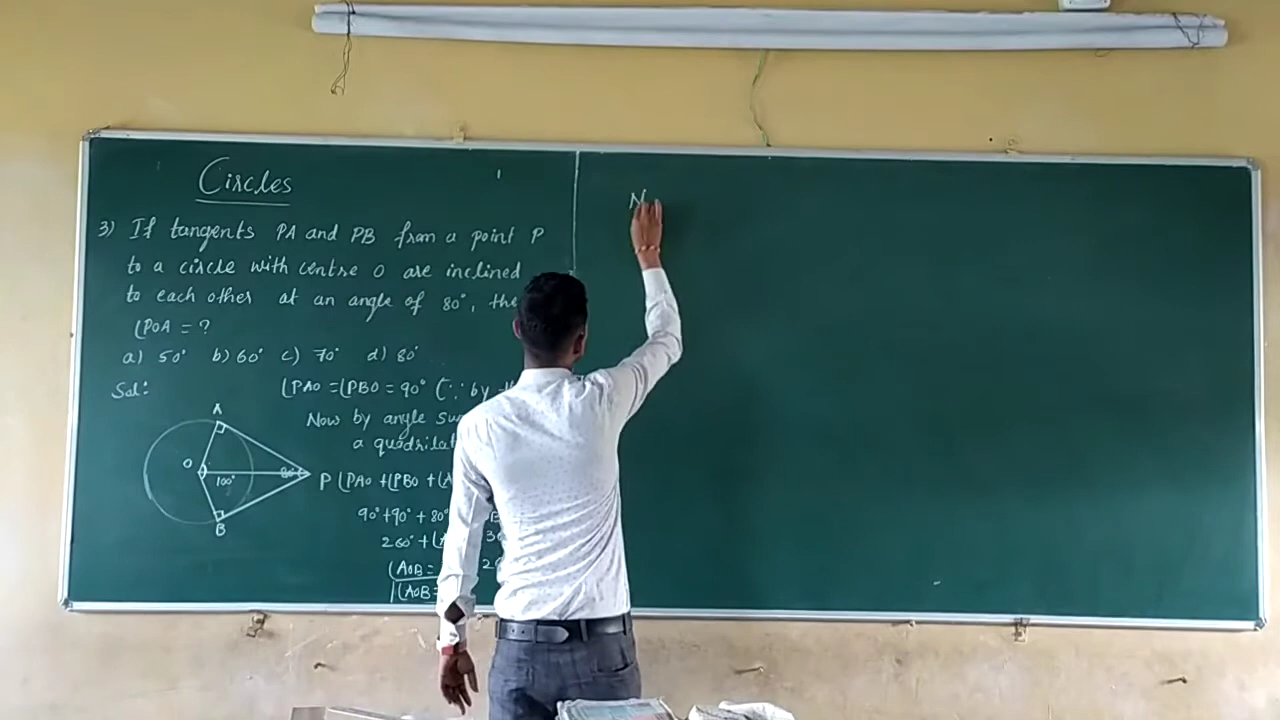 Circles
3) If tangents PA and PB from a point P
to a circle with centre O are inclined
to each other at an angle of 80°, the
∠POA = ?
a) 50° b) 60° c) 70° d) 80°
Sol:
∠PAO = ∠PBO = 90° (∵ by
Now by angle su
a quadrilat
A
O
100°
80°
P
B
∠PAO + ∠PBO + ∠A
90° + 90° + 80°
260° + ∠
∠AOB =
∠AOB =
N